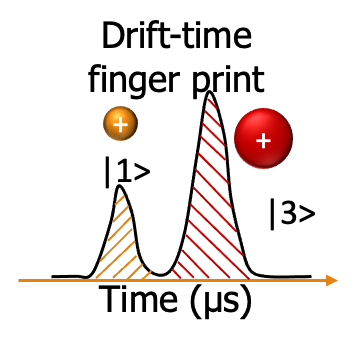 Drift-time
finger print
+
+
|1>
|3>
Time (µs)